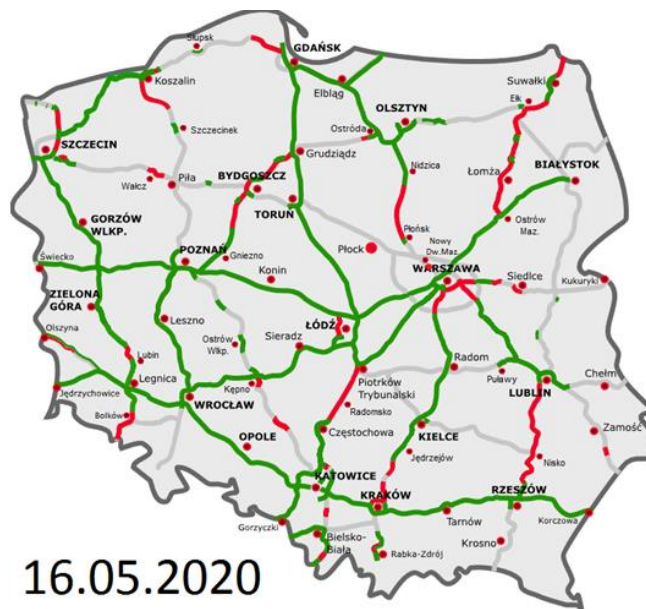 Słupsk
GDAŃSK
Koszalin
Elbląg
Suwałki
Ełk
OLSZTYN
Ostróda
Szczecinek
SZCZECIN
Grudziądz
Nidzica
Łomża
BIAŁYSTOK
BYDGOSZCZ
Wałcz
Piła
TORUŃ
GORZÓW
WLKP.
Ostrów
Maz.
Płońsk
Płock
Nowy
Dw.Maz.
POZNAŃ
Gniezno
Konin
Świecko
WARSZAWA
Siedlce
Kukuryki
ZIELONA
GÓRA
Leszno
ŁÓDŹ
Olszyna
Ostrów
Wlkp.
Sieradz
Lubin
Legnica
Kępno
Piotrków
Trybunalski
Radom
Puławy
Chełm
LUBLIN
Jędrzychowice
Bolków
WROCŁAW
Radomsko
OPOLE
Częstochowa
KIELCE
Zamość
Jędrzejów
Nisko
KATOWICE
KRAKÓW
RZESZÓW
Gorzyczki
Tarnów
Korczowa
Bielsko-
Biała
Rabka-Zdrój
Krosno
16.05.2020